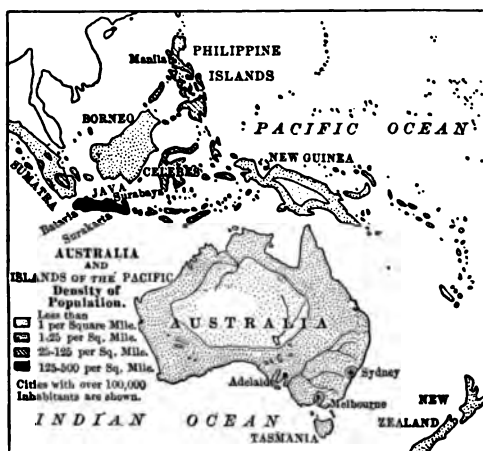 PHILIPPINE
Manila
ISLANDS
BORNEO
PACIFIC OCEAN
NEW GUINEA
CELEBES
SUMATRA
JAVA
Surabaya
Batavia
Surakarta
AUSTRALIA
AND
ISLANDS OF THE PACIFIC
Density of
Population.
Less than
1 per Square Mile.
1-25 per Sq. Mile.
25-125 per Sq. Mile.
125-500 per Sq. Mile.
Cities with over 100,000
Inhabitants are shown.
AUSTRALIA
Adelaide
Sydney
Melbourne
NEW
ZEALAND
INDIAN OCEAN
TASMANIA